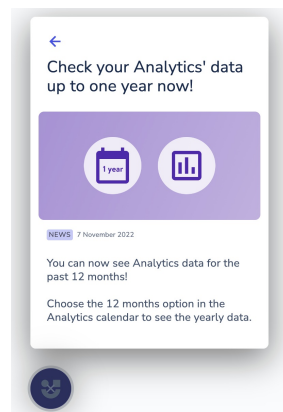 Check your Analytics' data
up to one year now!
1 year
NEWS 7 November 2022
You can now see Analytics data for the
past 12 months!
Choose the 12 months option in the
Analytics calendar to see the yearly data.